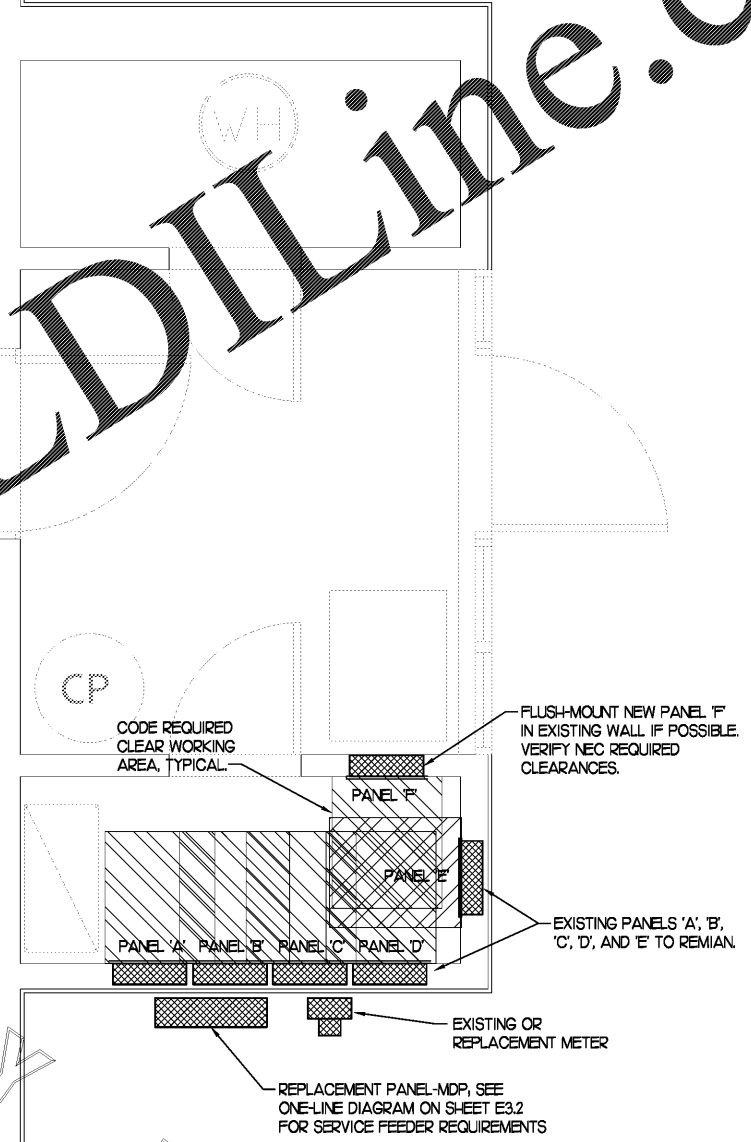 WH
LDILine.c
CP
FLUSH-MOUNT NEW PANEL 'F'
IN EXISTING WALL IF POSSIBLE.
VERIFY NEC REQUIRED
CLEARANCES.
CODE REQUIRED
CLEAR WORKING
AREA, TYPICAL.
PANEL 'F'
PANEL 'E'
PANEL 'A' PANEL 'B' PANEL 'C' PANEL 'D'
EXISTING PANELS 'A', 'B',
'C', 'D', AND 'E' TO REMIAN.
EXISTING OR
REPLACEMENT METER
REPLACEMENT PANEL-MDP, SEE
ONE-LINE DIAGRAM ON SHEET E3.2
FOR SERVICE FEEDER REQUIREMENTS